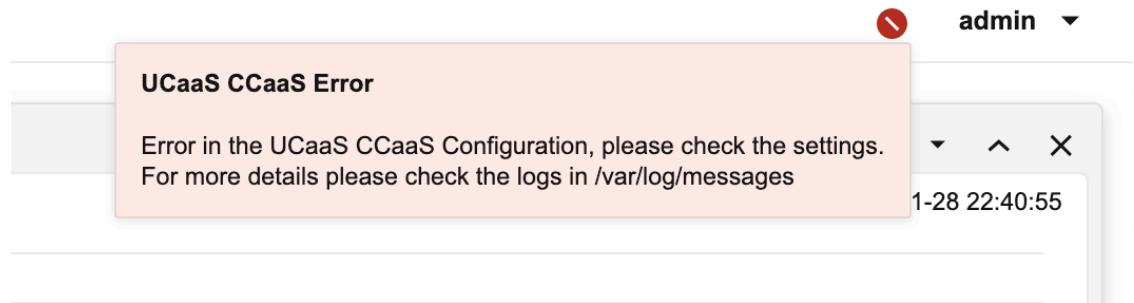 admin
UCaaS CCaaS Error
Error in the UCaaS CCaaS Configuration, please check the settings.
For more details please check the logs in /var/log/messages
1-28 22:40:55